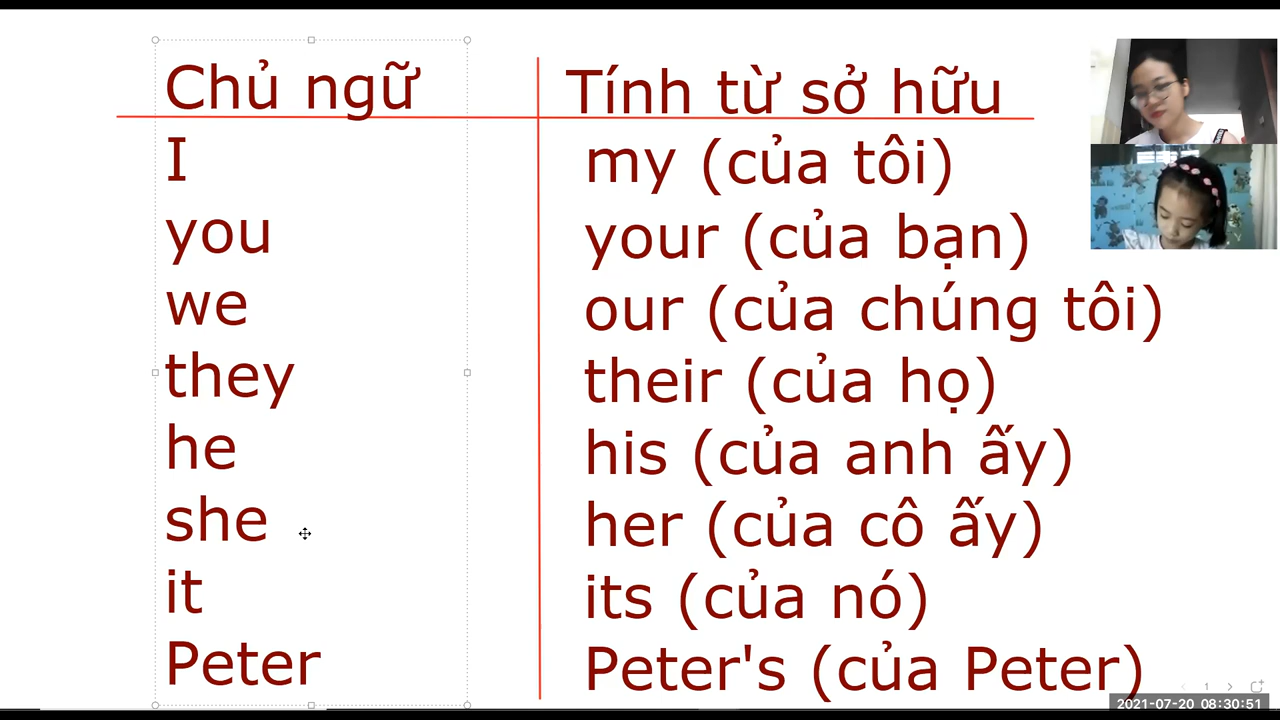 Chủ ngữ Tính từ sở hữu
I my (của tôi)
you your (của bạn)
we our (của chúng tôi)
they their (của họ)
he his (của anh ấy)
she her (của cô ấy)
it its (của nó)
Peter Peter's (của Peter)
1
2021-07-20 08:30:51